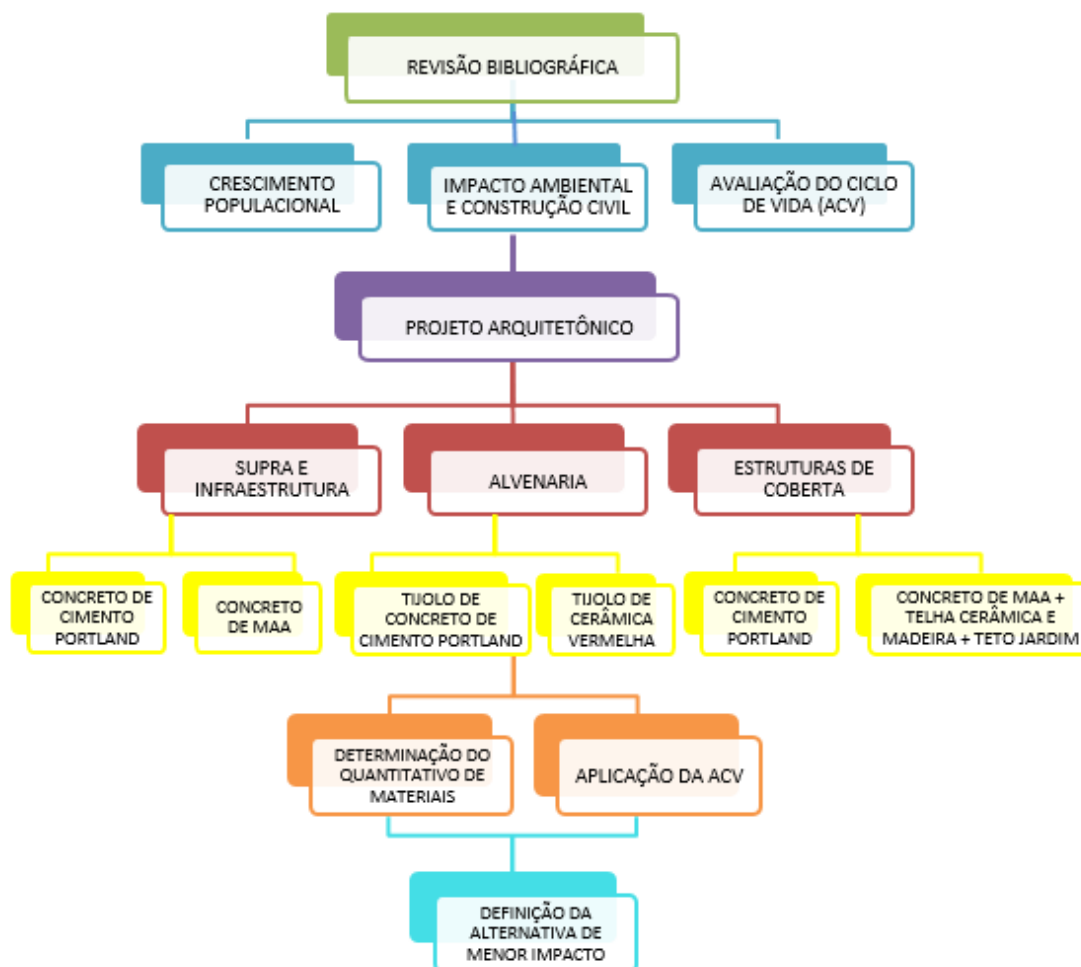 REVISÃO BIBLIOGRÁFICA
CRESCIMENTO
POPULACIONAL
IMPACTO AMBIENTAL
E CONSTRUÇÃO CIVIL
AVALIAÇÃO DO CICLO
DE VIDA (ACV)
PROJETO ARQUITETÔNICO
SUPRA E
INFRAESTRUTURA
ALVENARIA
ESTRUTURAS DE
COBERTA
CONCRETO DE
CIMENTO
PORTLAND
CONCRETO
DE MAA
TIJOLO DE
CONCRETO DE
CIMENTO PORTLAND
TIJOLO DE
CERÂMICA
VERMELHA
CONCRETO DE
CIMENTO
PORTLAND
CONCRETO DE MAA +
TELHA CERÂMICA E
MADEIRA + TETO JARDIM
DETERMINAÇÃO DO
QUANTITATIVO DE
MATERIAIS
APLICAÇÃO DA ACV
DEFINIÇÃO DA
ALTERNATIVA DE
MENOR IMPACTO